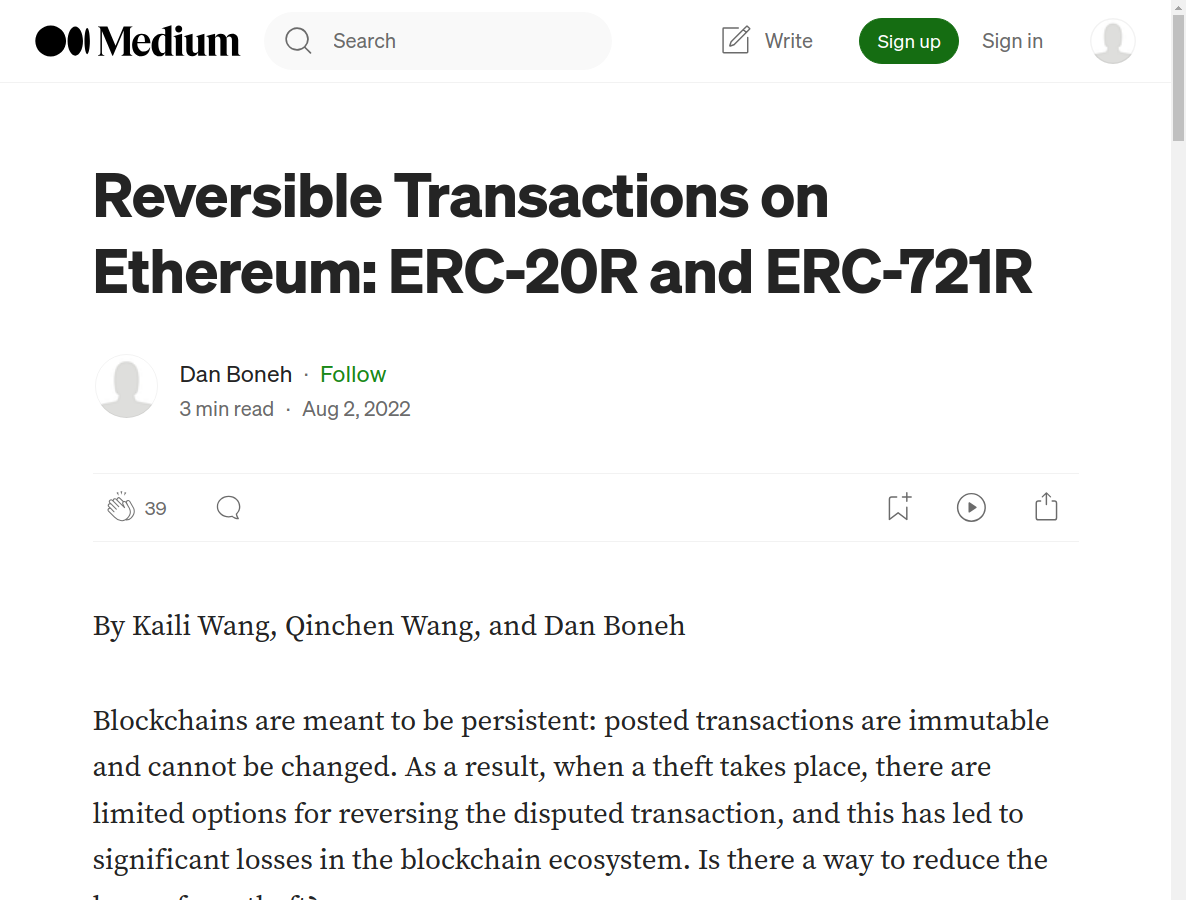 Medium
Search
Write
Sign up
Sign in
Reversible Transactions on
Ethereum: ERC-20R and ERC-721R
Dan Boneh · Follow
3 min read · Aug 2, 2022
39
By Kaili Wang, Qinchen Wang, and Dan Boneh
Blockchains are meant to be persistent: posted transactions are immutable
and cannot be changed. As a result, when a theft takes place, there are
limited options for reversing the disputed transaction, and this has led to
significant losses in the blockchain ecosystem. Is there a way to reduce the